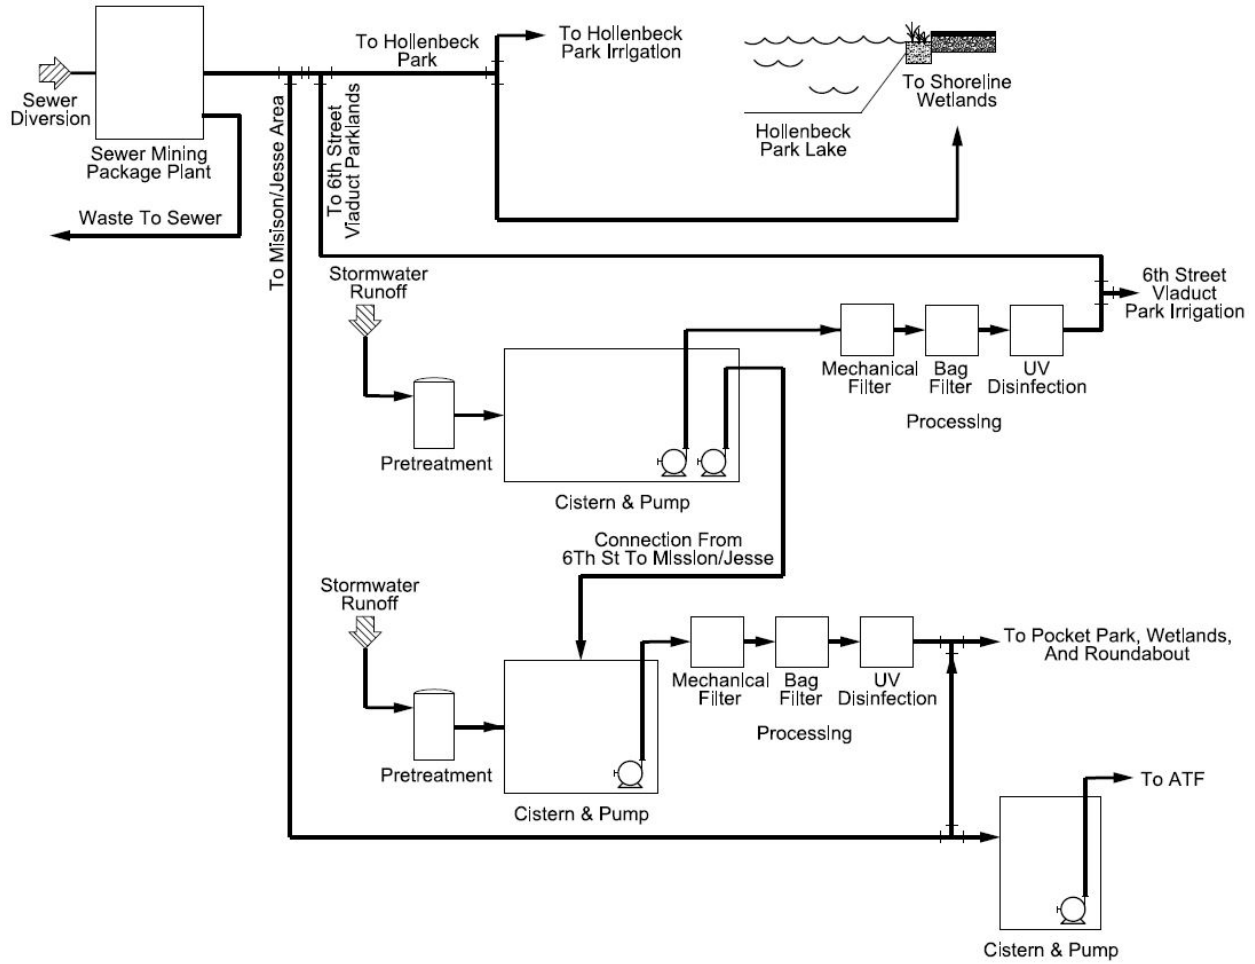 To Hollenbeck
Park
To Hollenbeck
Park Irrigation
To Shoreline
Wetlands
Hollenbeck
Park Lake
Sewer
Diversion
Sewer Mining
Package Plant
Waste To Sewer
To Misison/Jesse Area
To 6th Street
Viaduct Parklands
Stormwater
Runoff
6th Street
Viaduct
Park Irrigation
Mechanical
Filter
Bag
Filter
UV
Disinfection
Processing
Pretreatment
Cistern & Pump
Connection From
6Th St To Mission/Jesse
Stormwater
Runoff
To Pocket Park, Wetlands,
And Roundabout
Mechanical
Filter
Bag
Filter
UV
Disinfection
Processing
Pretreatment
Cistern & Pump
To ATF
Cistern & Pump